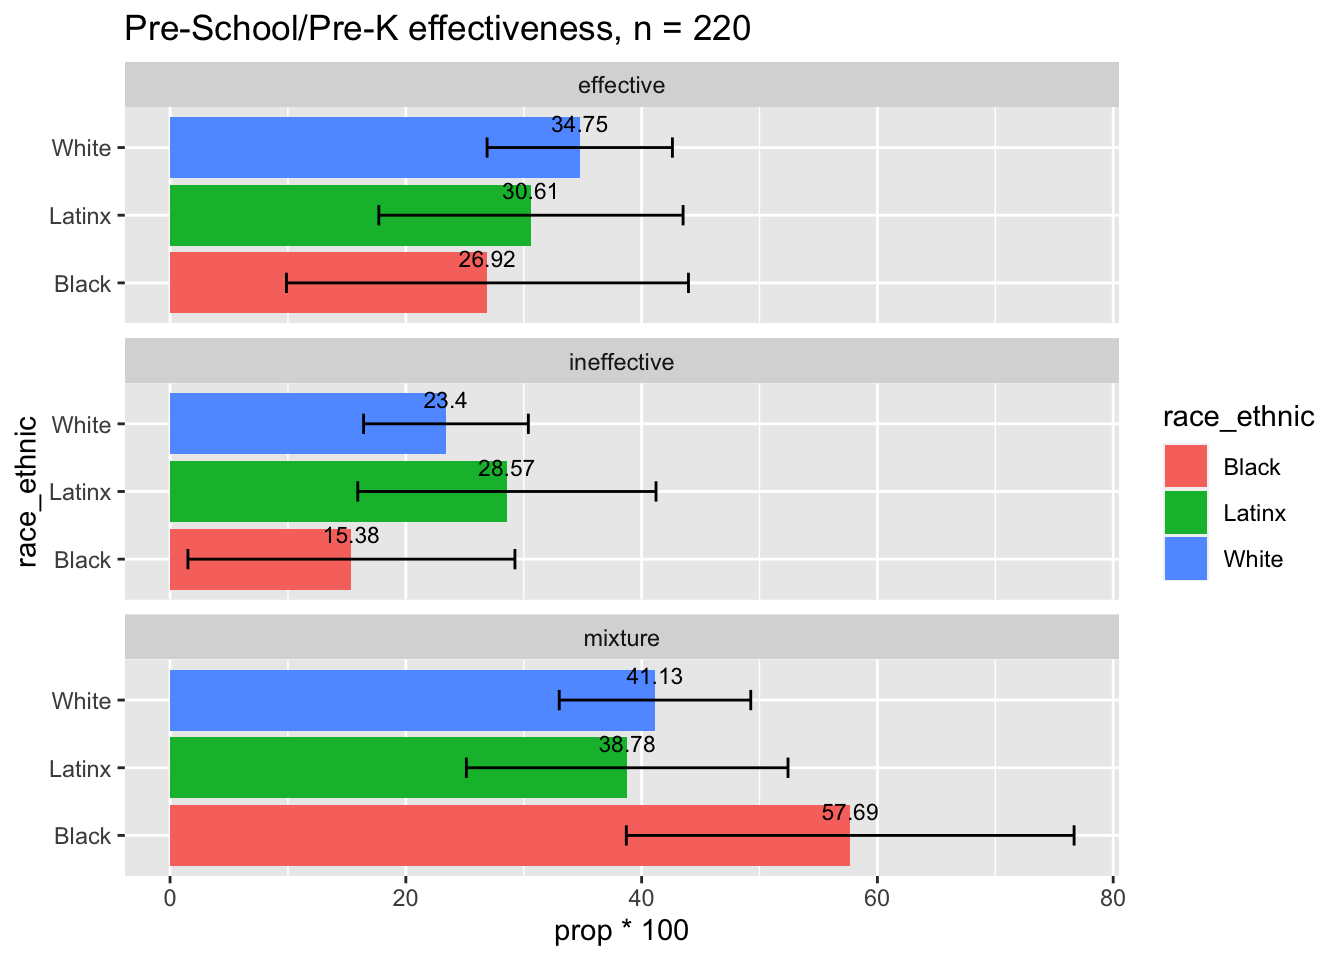 Pre-School/Pre-K effectiveness, n = 220
effective
White
34.75
Latinx
30.61
Black
26.92
ineffective
White
23.4
Latinx
28.57
Black
15.38
mixture
White
41.13
Latinx
38.78
Black
57.69
0 20 40 60 80
prop * 100
race_ethnic
race_ethnic
Black
Latinx
White